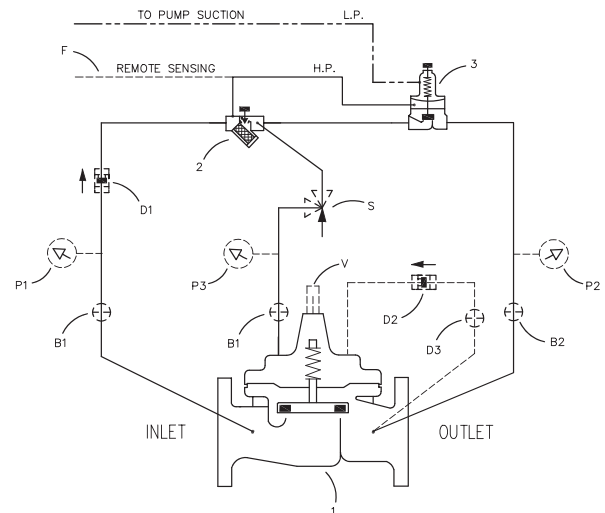 TO PUMP SUCTION L.P.
F
REMOTE SENSING H.P.
3
2
D1
S
P1
P3
V
P2
D2
B1
B1
D3
B2
INLET
OUTLET
1